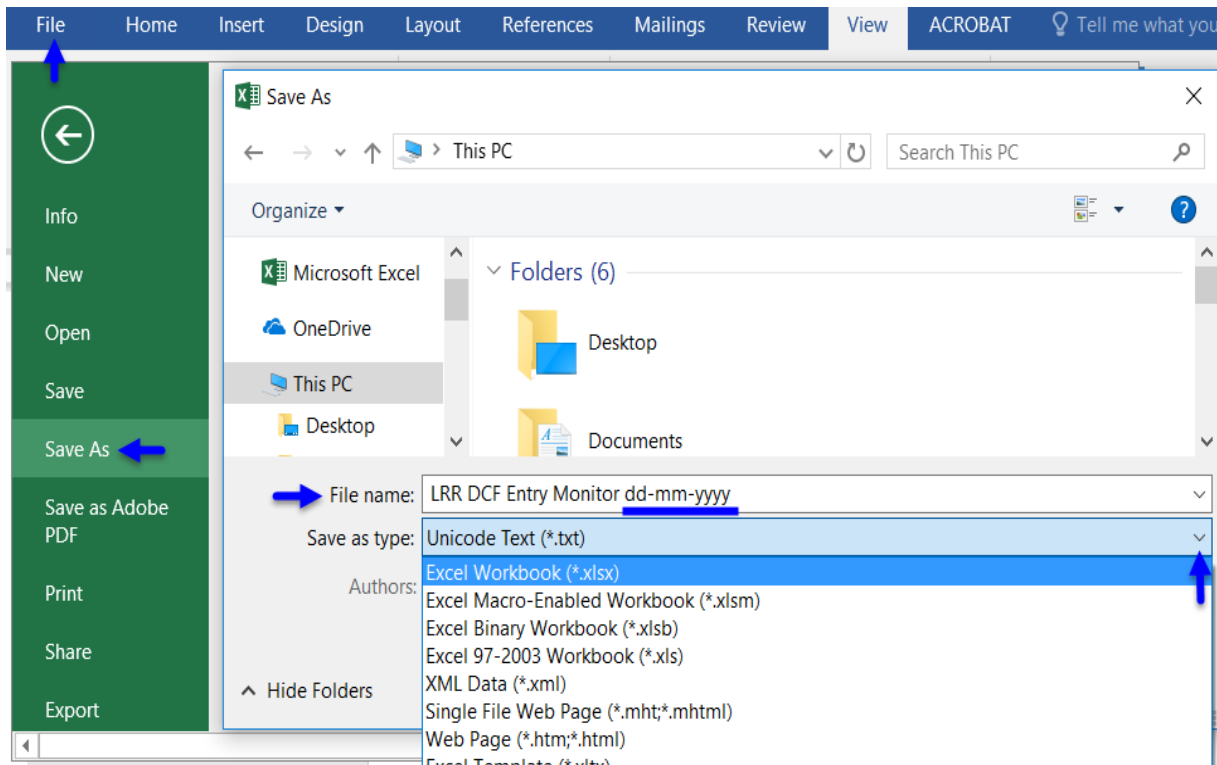 File Home Insert Design Layout References Mailings Review View ACROBAT Tell me what you
Save As
This PC
Search This PC
Organize
?
Info
New
Open
Save
Save As
Save as Adobe
PDF
Print
Share
Export
Microsoft Excel
OneDrive
This PC
Desktop
Folders (6)
Desktop
Documents
File name: LRR DCF Entry Monitor dd-mm-yyyy
Save as type: Unicode Text (*.txt)
Authors:
Excel Workbook (*.xlsx)
Excel Macro-Enabled Workbook (*.xlsm)
Excel Binary Workbook (*.xlsb)
Excel 97-2003 Workbook (*.xls)
XML Data (*.xml)
Single File Web Page (*.mht;*.mhtml)
Web Page (*.htm;*.html)
Excel Template (*.xltx)
Hide Folders